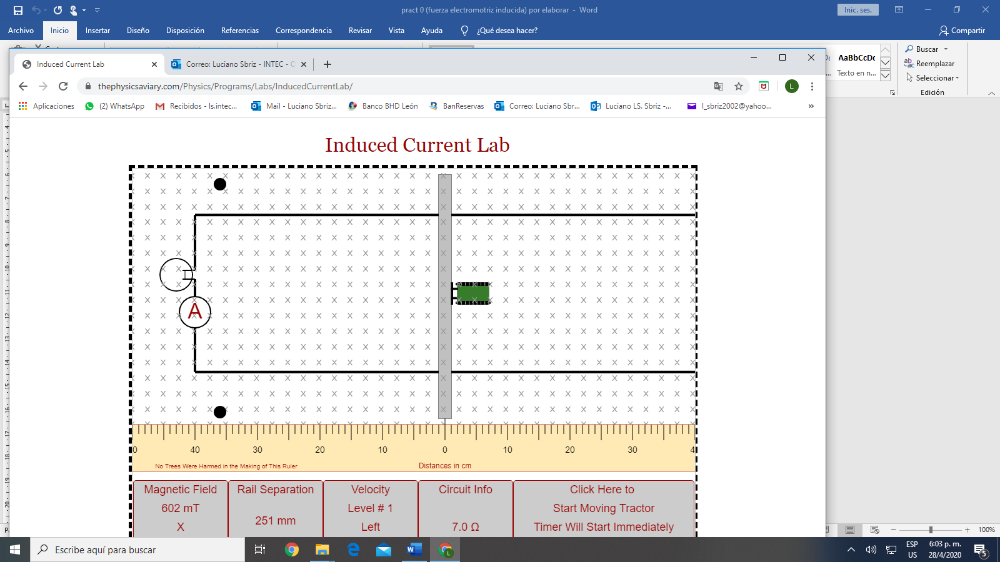 pract 0 (fuerza electromotriz inducida) por elaborar - Word
Inic. ses.
Archivo Inicio Insertar Diseño Disposición Referencias Correspondencia Revisar Vista Ayuda ¿Qué desea hacer? Compartir
Induced Current Lab
Correo: Luciano Sbriz - INTEC - O
Buscar
AaBbCcDc
Reemplazar
Texto en n...
Seleccionar
Edición
thephysicsaviary.com/Physics/Programs/Labs/InducedCurrentLab/
L
Aplicaciones (2) WhatsApp Recibidos - ls.intec... Mail - Luciano Sbriz... Banco BHD León BanReservas Correo: Luciano Sbr... Luciano LS. Sbriz -... l_sbriz2002@yahoo... »
Induced Current Lab
A
0 40 30 20 10 0 10 20 30 4
No Trees Were Harmed in the Making of This Ruler Distances in cm
Magnetic Field Rail Separation Velocity Circuit Info Click Here to
602 mT Level # 1 Start Moving Tractor
251 mm
X Left 7.0 Ω Timer Will Start Immediately
100%
Escribe aquí para buscar
ESP
US
6:03 p. m.
28/4/2020
5